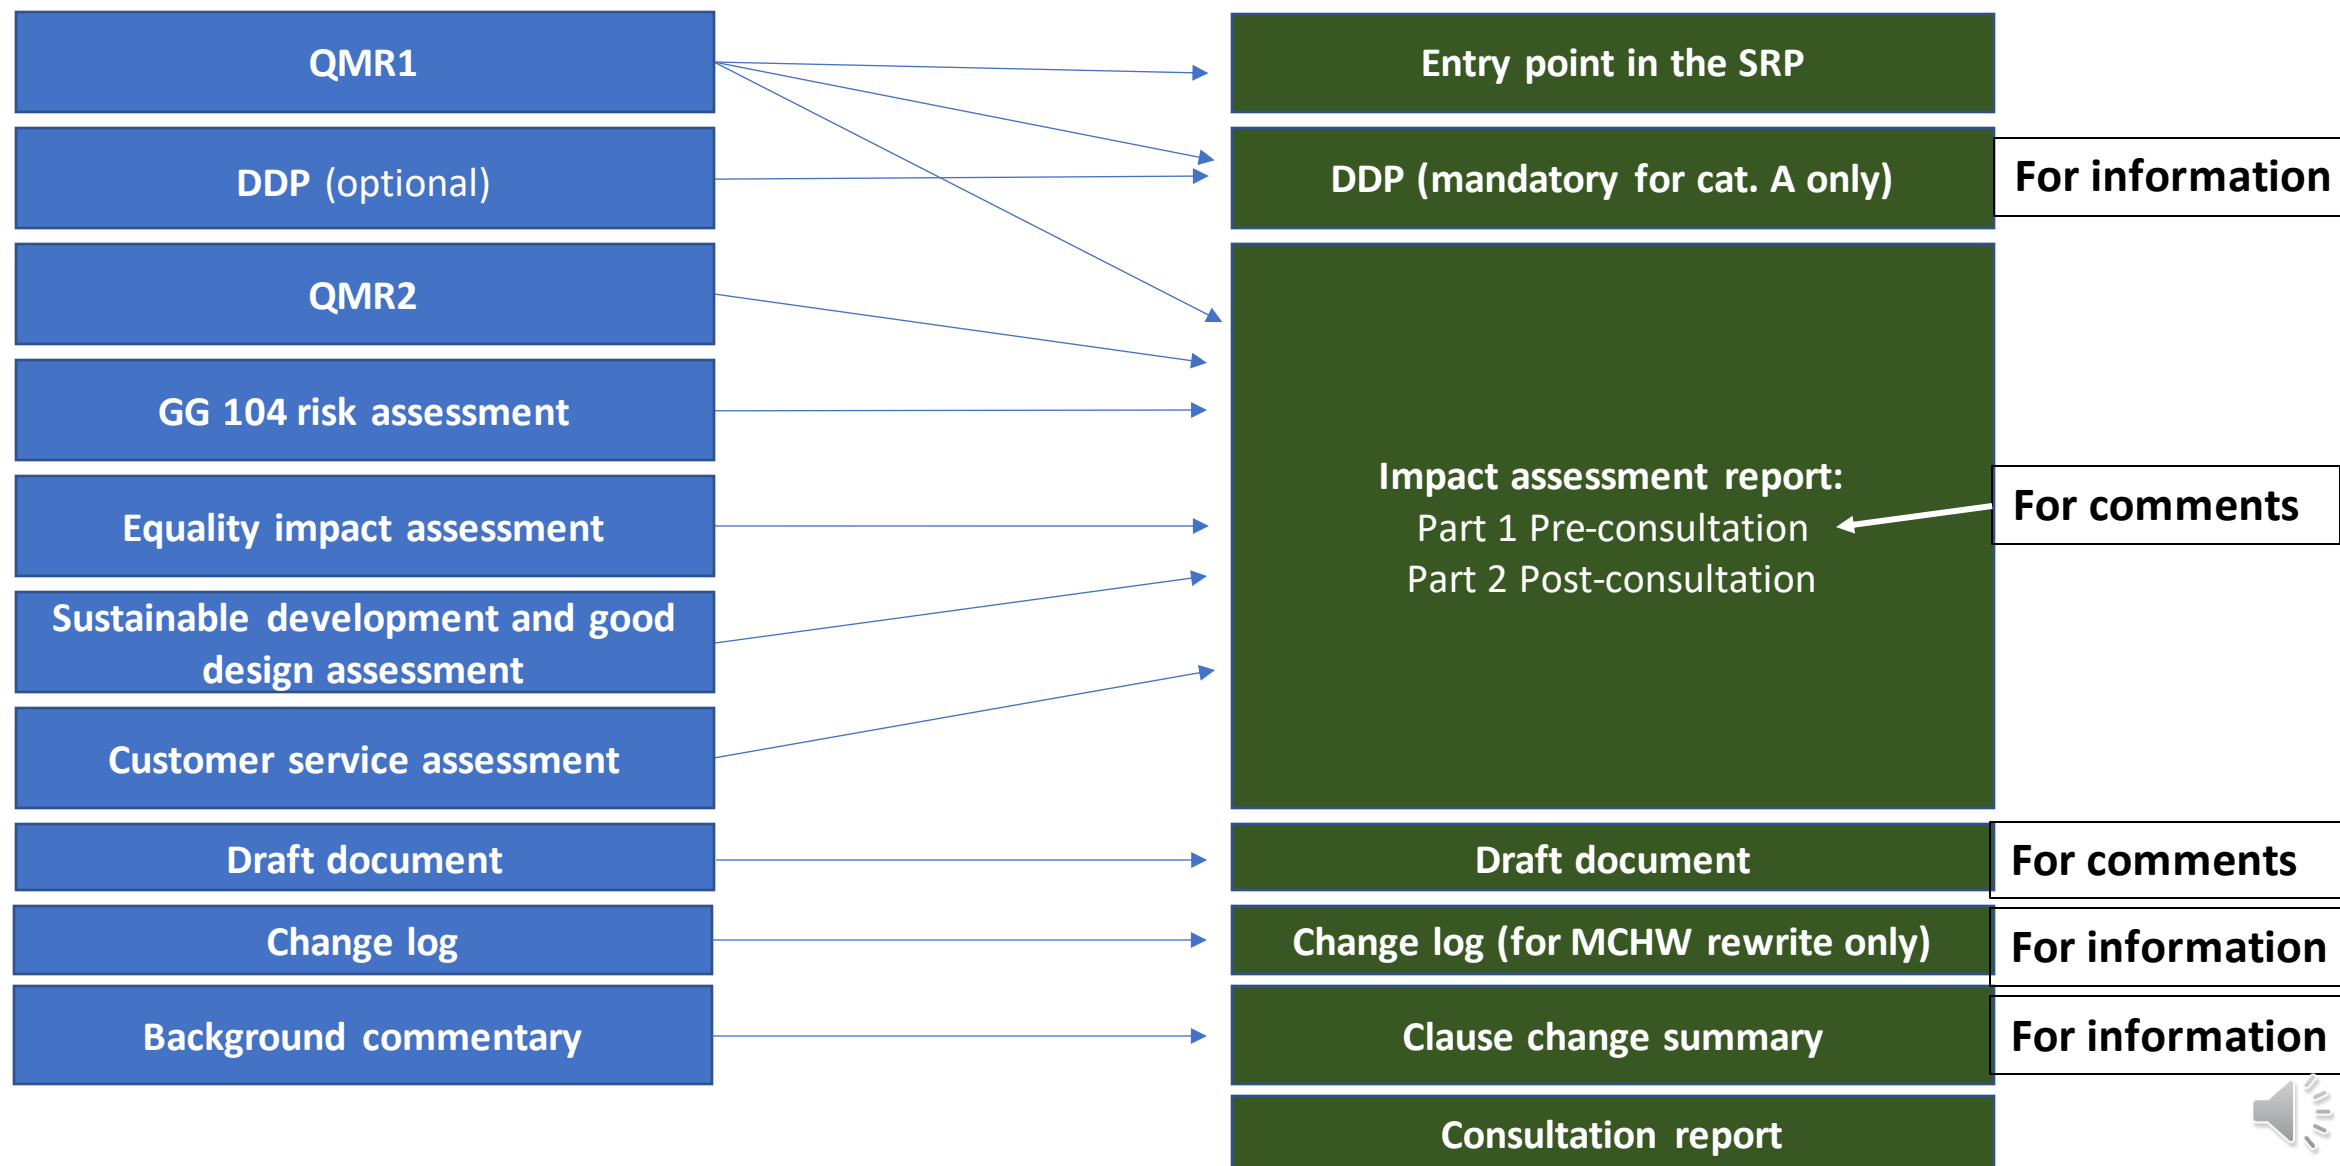 QMR1
Entry point in the SRP
DDP (optional)
DDP (mandatory for cat. A only)
For information
QMR2
GG 104 risk assessment
Equality impact assessment
Sustainable development and good
design assessment
Customer service assessment
Impact assessment report:
Part 1 Pre-consultation
Part 2 Post-consultation
For comments
Draft document
Draft document
For comments
Change log
Change log (for MCHW rewrite only)
For information
Background commentary
Clause change summary
For information
Consultation report